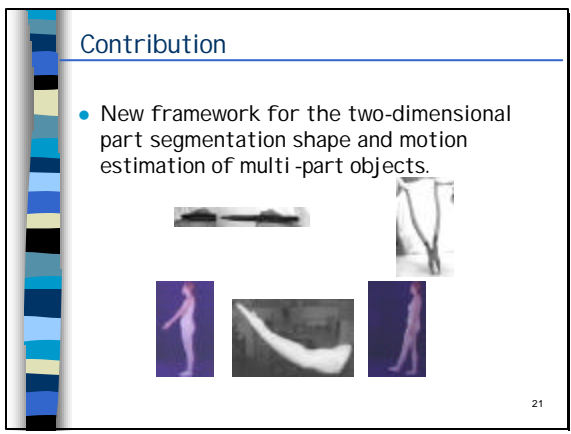 Contribution
● New framework for the two-dimensional
part segmentation shape and motion
estimation of multi-part objects.
21